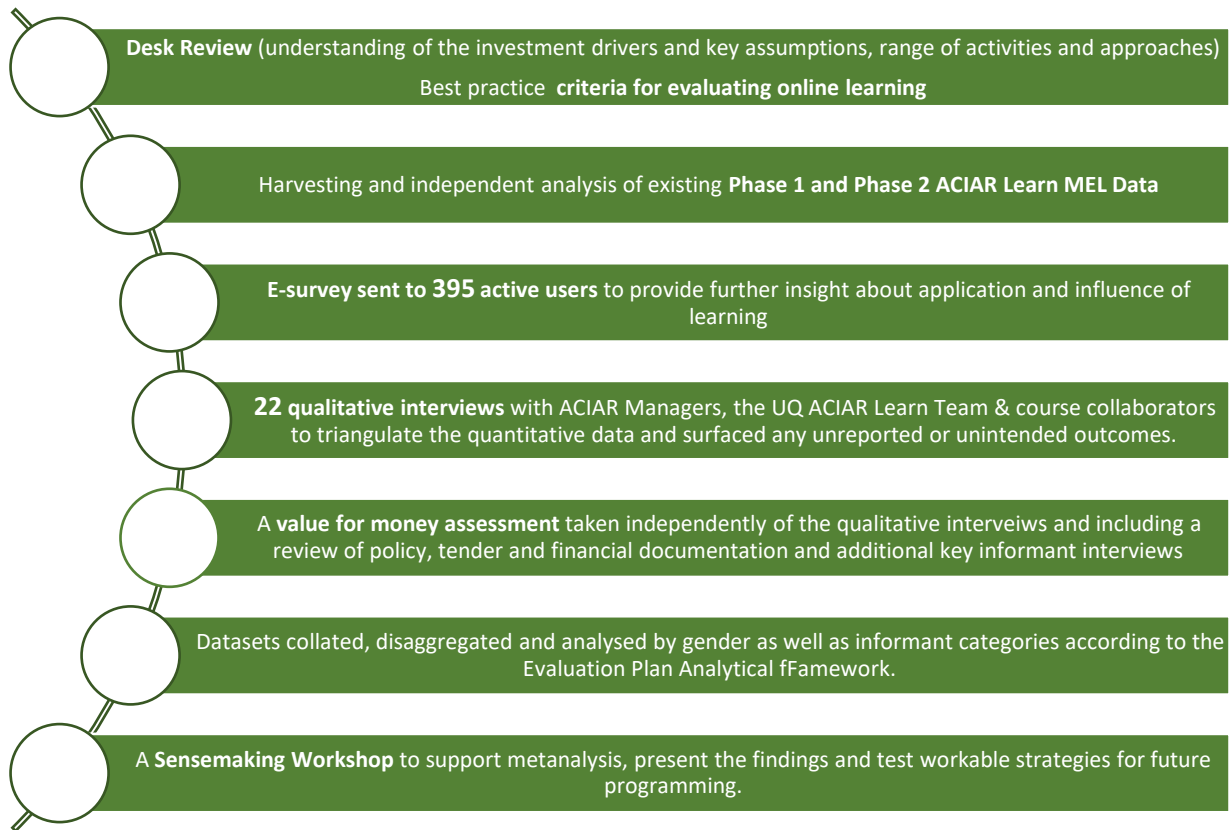 Desk Review (understanding of the investment drivers and key assumptions, range of activities and approaches)
Best practice criteria for evaluating online learning
Harvesting and independent analysis of existing Phase 1 and Phase 2 ACIAR Learn MEL Data
E-survey sent to 395 active users to provide further insight about application and influence of
learning
22 qualitative interviews with ACIAR Managers, the UQ ACIAR Learn Team & course collaborators
to triangulate the quantitative data and surfaced any unreported or unintended outcomes.
A value for money assessment taken independently of the qualitative interveiws and including a
review of policy, tender and financial documentation and additional key informant interviews
Datasets collated, disaggregated and analysed by gender as well as informant categories according to the
Evaluation Plan Analytical fFamework.
A Sensemaking Workshop to support metanalysis, present the findings and test workable strategies for future
programming.